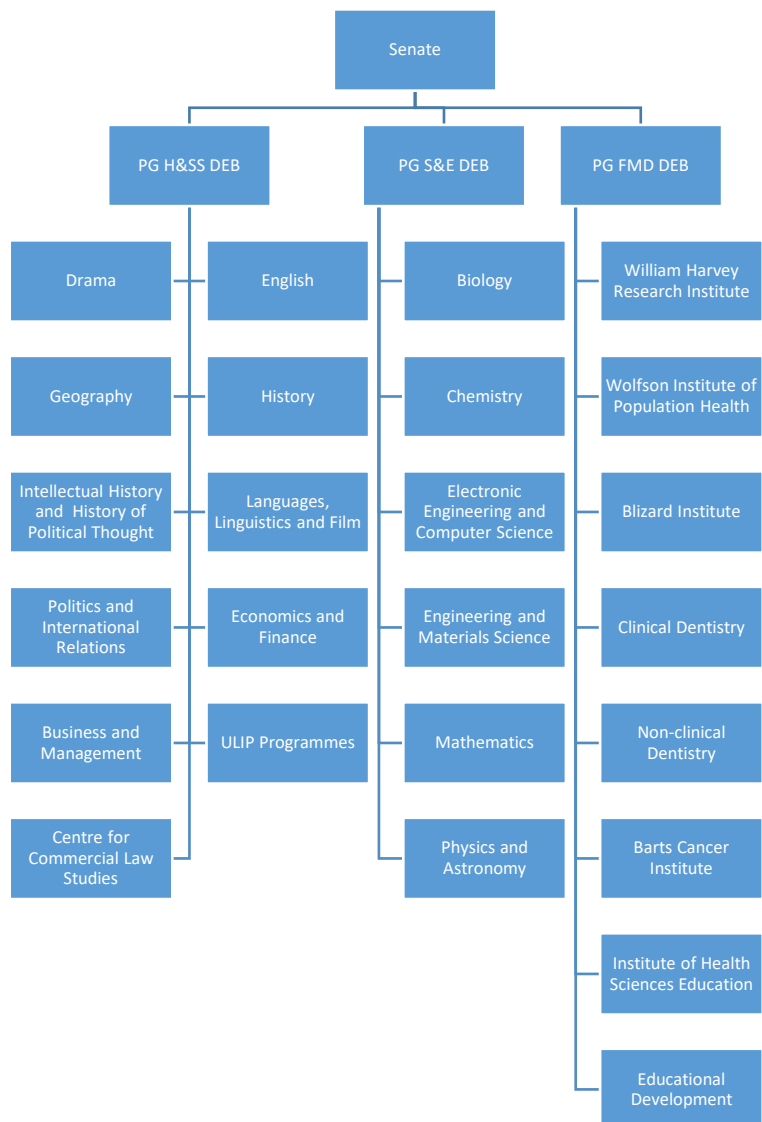 Senate
PG H&SS DEB
PG S&E DEB
PG FMD DEB
Drama
English
Biology
William Harvey
Research Institute
Geography
History
Chemistry
Wolfson Institute of
Population Health
Intellectual History
and  History of
Political Thought
Languages,
Linguistics and Film
Electronic
Engineering and
Computer Science
Blizard Institute
Politics and
International
Relations
Economics and
Finance
Engineering and
Materials Science
Clinical Dentistry
Business and
Management
ULIP Programmes
Mathematics
Non-clinical
Dentistry
Centre for
Commercial Law
Studies
Physics and
Astronomy
Barts Cancer
Institute
Institute of Health
Sciences Education
Educational
Development